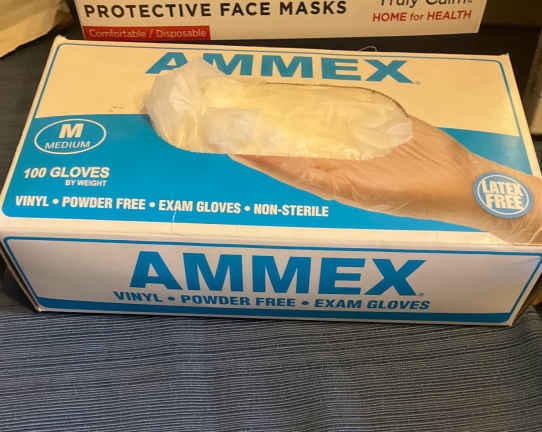 PROTECTIVE FACE MASKS
Truly Calm
HOME for HEALTH
Comfortable / Disposable
AMMEX
M
MEDIUM
100 GLOVES
BY WEIGHT
VINYL • POWDER FREE • EXAM GLOVES • NON-STERILE
LATEX
FREE
AMMEX
VINYL • POWDER FREE • EXAM GLOVES